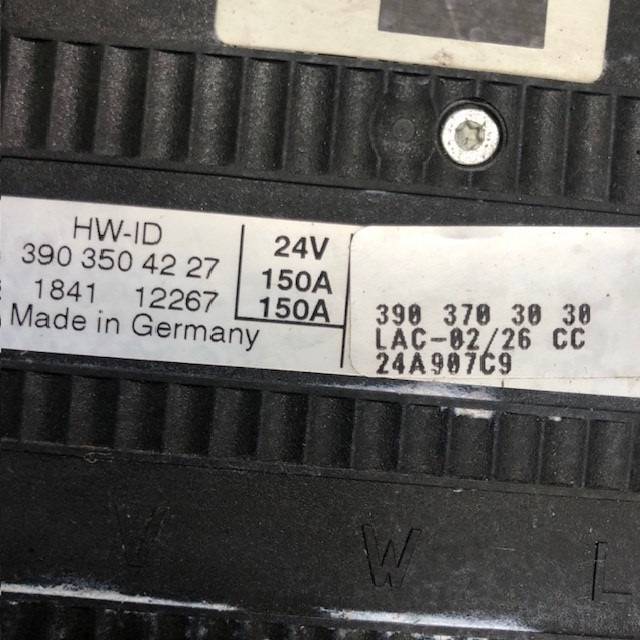 HW-ID
390 350 42 27
1841 12267
Made in Germany
24V
150A
150A
390 370 30 30
LAC-02/26 CC
24A907C9
V W L